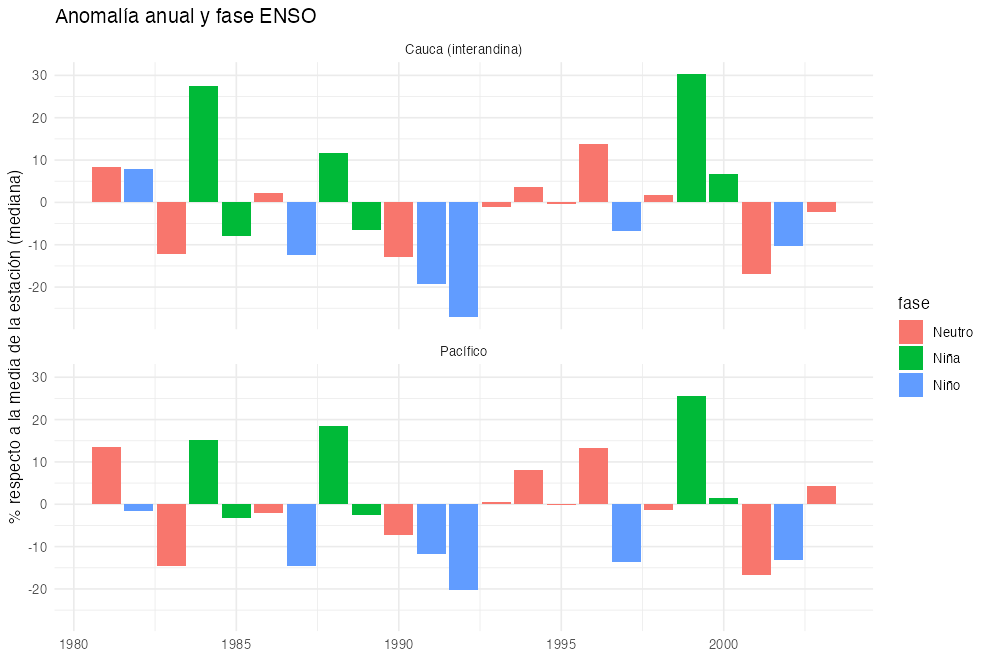 Anomalía anual y fase ENSO
Cauca (interandina)
30
20
10
0
-10
-20
Pacífico
30
20
10
0
-10
-20
1980 1985 1990 1995 2000
% respecto a la media de la estación (mediana)
fase
Neutro
Niña
Niño